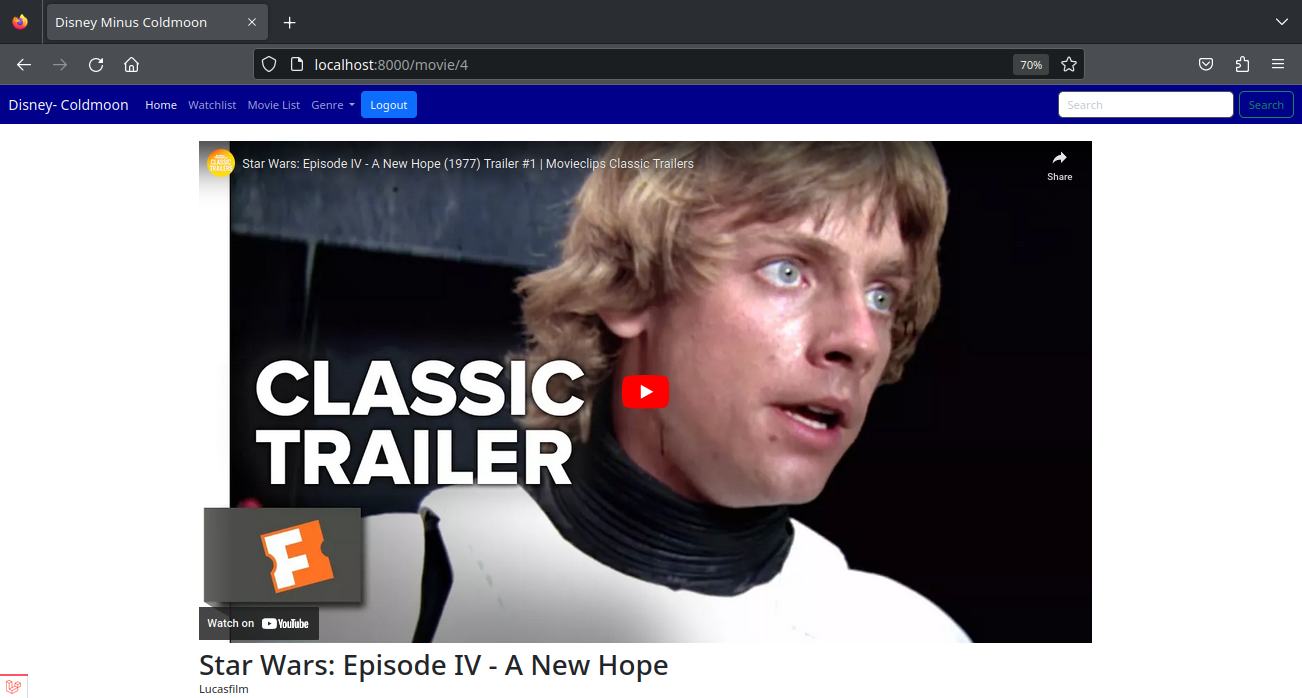 Disney Minus Coldmoon
localhost:8000/movie/4
70%
Disney- Coldmoon
Home
Watchlist
Movie List
Genre
Logout
Search
Search
CLASSIC
TRAILER
Star Wars: Episode IV - A New Hope (1977) Trailer #1 | Movieclips Classic Trailers
Share
CLASSIC
TRAILER
F
Watch on YouTube
Star Wars: Episode IV - A New Hope
Lucasfilm